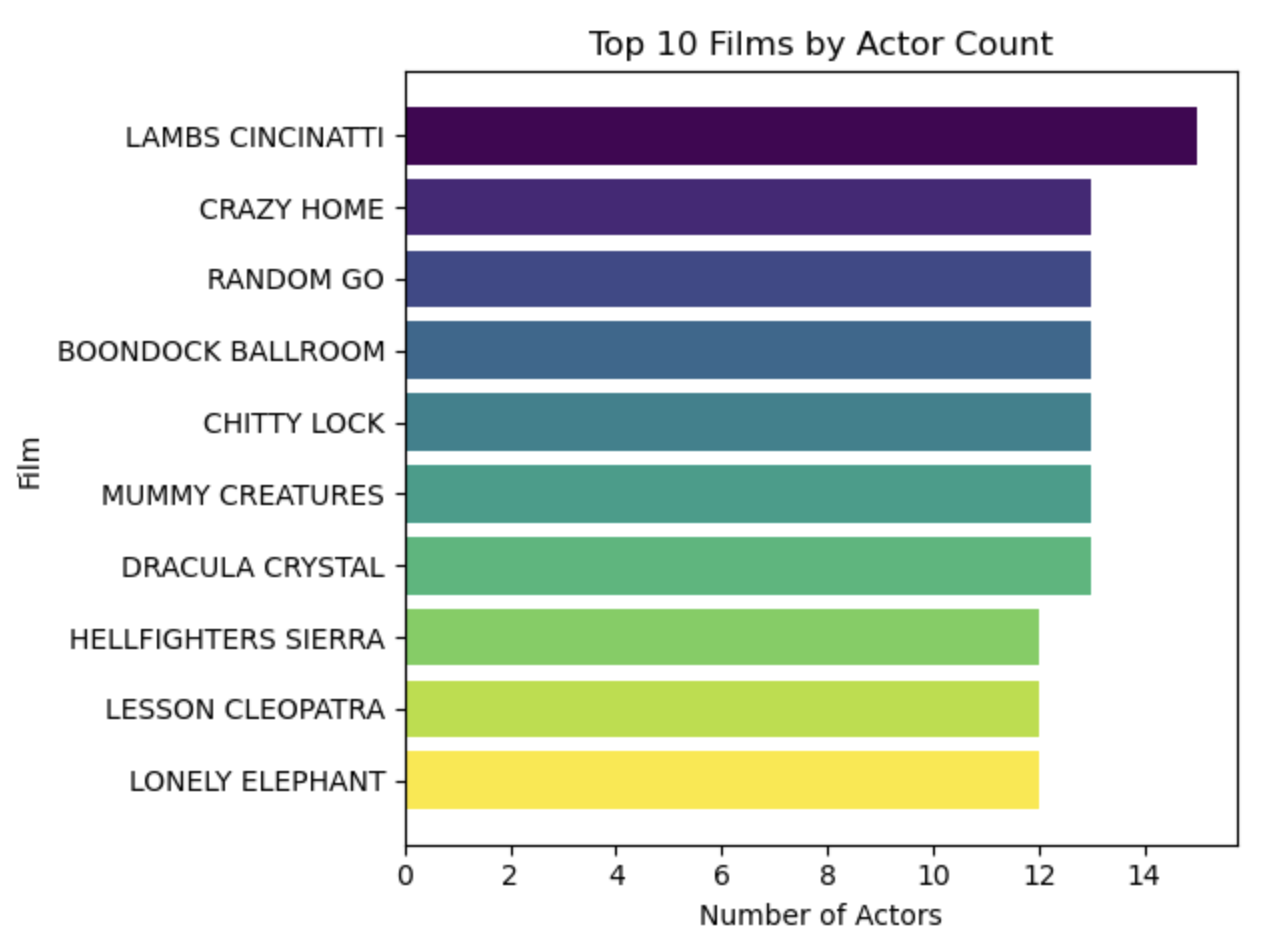 Top 10 Films by Actor Count
LAMBS CINCINATTI
CRAZY HOME
RANDOM GO
BOONDOCK BALLROOM
CHITTY LOCK
MUMMY CREATURES
DRACULA CRYSTAL
HELLFIGHTERS SIERRA
LESSON CLEOPATRA
LONELY ELEPHANT
Film
0 2 4 6 8 10 12 14
Number of Actors